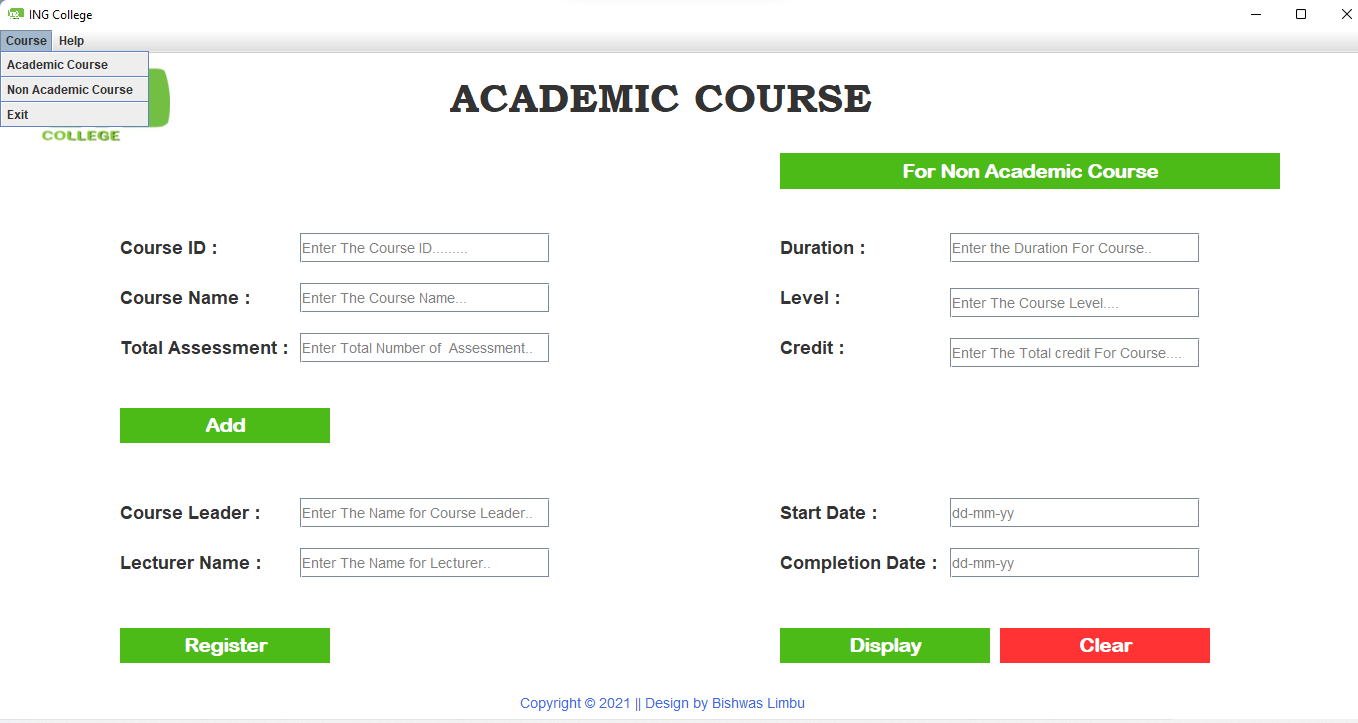 ING College
Course Help
Academic Course
Non Academic Course
Exit
COLLEGE
ACADEMIC COURSE
For Non Academic Course
Course ID : Enter The Course ID......... Duration : Enter the Duration For Course..
Course Name : Enter The Course Name... Level : Enter The Course Level....
Total Assessment : Enter Total Number of  Assessment.. Credit : Enter The Total credit For Course....
Add
Course Leader : Enter The Name for Course Leader.. Start Date : dd-mm-yy
Lecturer Name : Enter The Name for Lecturer.. Completion Date : dd-mm-yy
Register Display Clear
Copyright © 2021 || Design by Bishwas Limbu